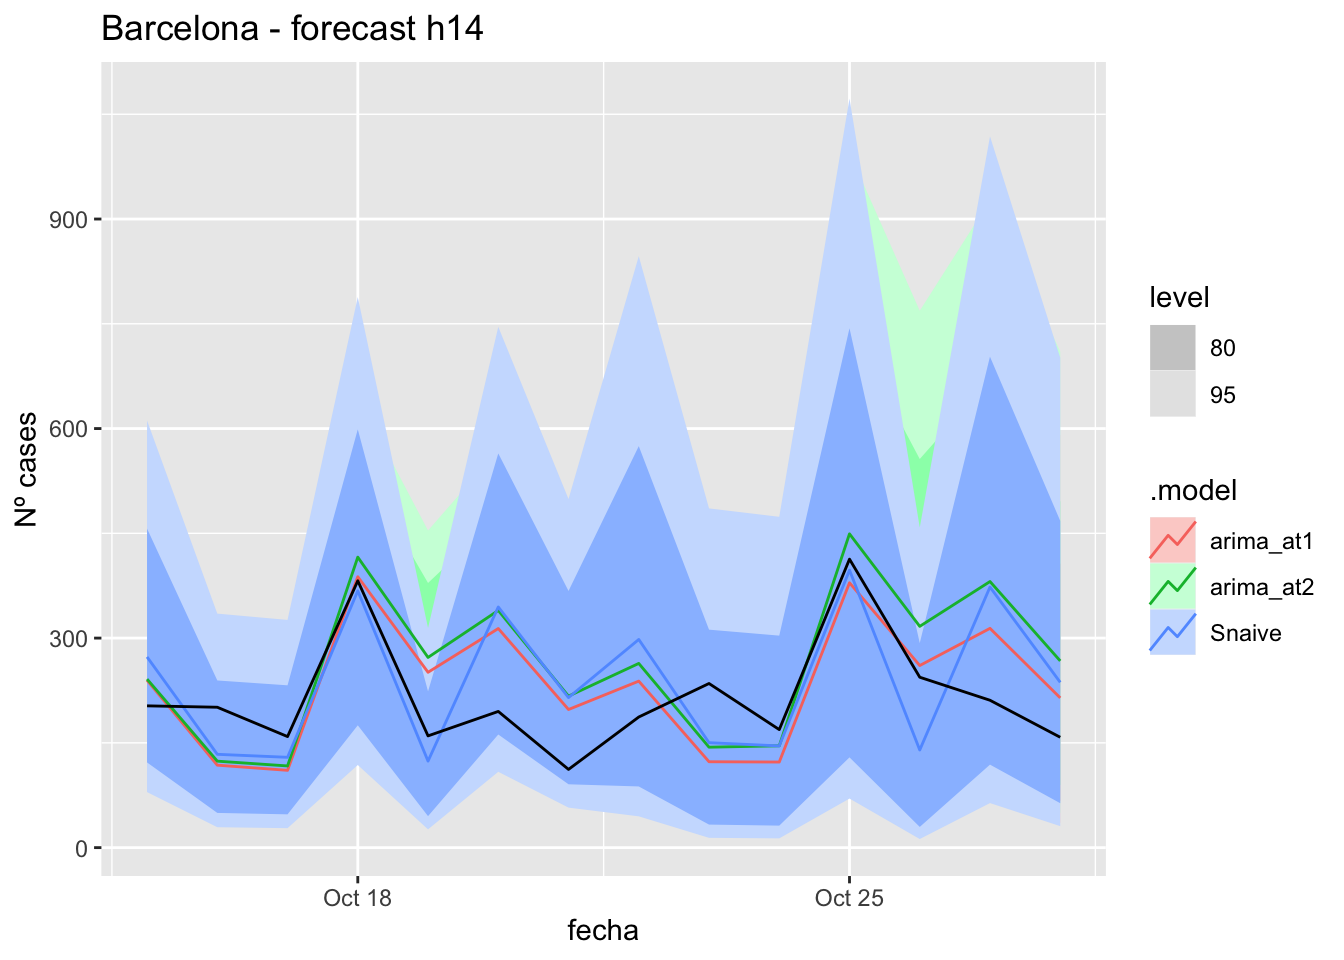 Barcelona - forecast h14
Nº cases
900
600
300
0
Oct 18
Oct 25
fecha
level
80
95
.model
arima_at1
arima_at2
Snaive